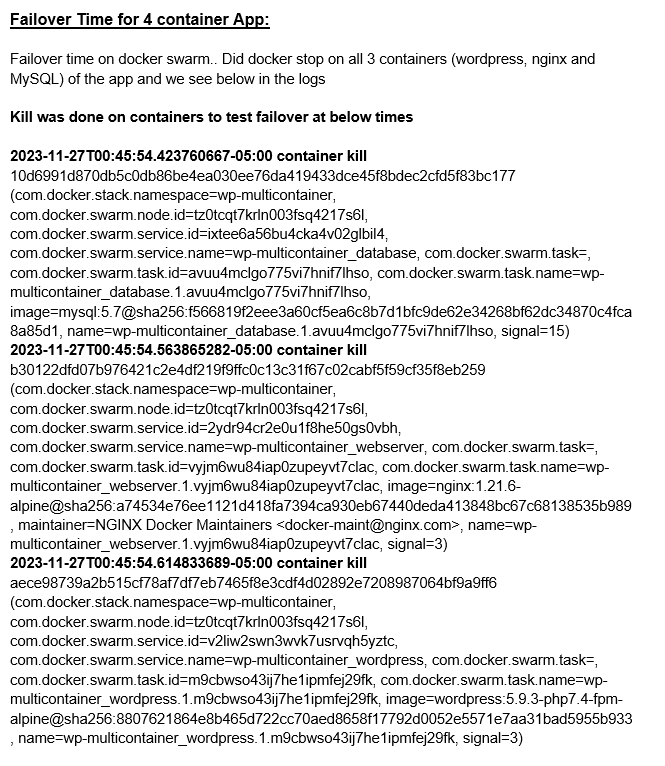 Failover Time for 4 container App:
Failover time on docker swarm.. Did docker stop on all 3 containers (wordpress, nginx and
MySQL) of the app and we see below in the logs
Kill was done on containers to test failover at below times
2023-11-27T00:45:54.423760667-05:00 container kill
10d6991d870db5c0db86be4ea030ee76da419433dce45f8bdec2cfd5f83bc177
(com.docker.stack.namespace=wp-multicontainer,
com.docker.swarm.node.id=tz0tcqt7krln003fsq4217s6l,
com.docker.swarm.service.id=ixtee6a56bu4cka4v02glbil4,
com.docker.swarm.service.name=wp-multicontainer_database, com.docker.swarm.task=,
com.docker.swarm.task.id=avuu4mclgo775vi7hnif7lhso, com.docker.swarm.task.name=wp-
multicontainer_database.1.avuu4mclgo775vi7hnif7lhso,
image=mysql:5.7@sha256:f566819f2eee3a60cf5ea6c8b7d1bfc9de62e34268bf62dc34870c4fca
8a85d1, name=wp-multicontainer_database.1.avuu4mclgo775vi7hnif7lhso, signal=15)
2023-11-27T00:45:54.563865282-05:00 container kill
b30122dfd07b976421c2e4df219f9ffc0c13c31f67c02cabf5f59cf35f8eb259
(com.docker.stack.namespace=wp-multicontainer,
com.docker.swarm.node.id=tz0tcqt7krln003fsq4217s6l,
com.docker.swarm.service.id=2ydr94cr2e0u1f8he50gs0vbh,
com.docker.swarm.service.name=wp-multicontainer_webserver, com.docker.swarm.task=,
com.docker.swarm.task.id=vyjm6wu84iap0zupeyvt7clac, com.docker.swarm.task.name=wp-
multicontainer_webserver.1.vyjm6wu84iap0zupeyvt7clac, image=nginx:1.21.6-
alpine@sha256:a74534e76ee1121d418fa7394ca930eb67440deda413848bc67c68138535b989
, maintainer=NGINX Docker Maintainers <docker-maint@nginx.com>, name=wp-
multicontainer_webserver.1.vyjm6wu84iap0zupeyvt7clac, signal=3)
2023-11-27T00:45:54.614833689-05:00 container kill
aece98739a2b515cf78af7df7eb7465f8e3cdf4d02892e7208987064bf9a9ff6
(com.docker.stack.namespace=wp-multicontainer,
com.docker.swarm.node.id=tz0tcqt7krln003fsq4217s6l,
com.docker.swarm.service.id=v2liw2swn3wvk7usrvqh5yztc,
com.docker.swarm.service.name=wp-multicontainer_wordpress, com.docker.swarm.task=,
com.docker.swarm.task.id=m9cbwso43ij7he1ipmfej29fk, com.docker.swarm.task.name=wp-
multicontainer_wordpress.1.m9cbwso43ij7he1ipmfej29fk, image=wordpress:5.9.3-php7.4-fpm-
alpine@sha256:8807621864e8b465d722cc70aed8658f17792d0052e5571e7aa31bad5955b933
, name=wp-multicontainer_wordpress.1.m9cbwso43ij7he1ipmfej29fk, signal=3)